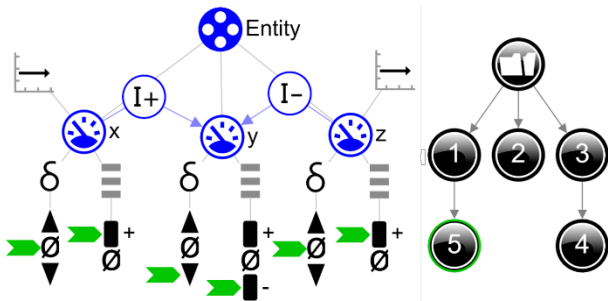 Entity
I+
I-
x
y
z
1
2
3
δ
δ
δ
+
+
+
Ø
Ø
Ø
Ø
Ø
Ø
-
5
4